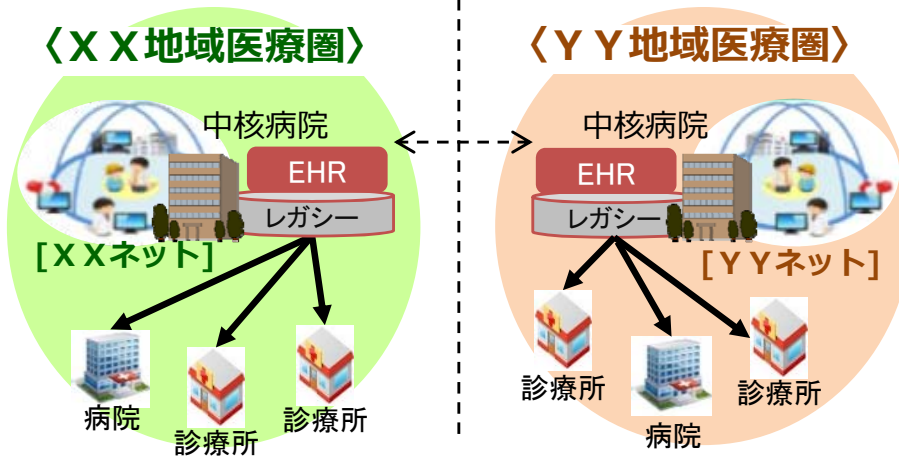 〈ＸＸ地域医療圏〉
中核病院
EHR
レガシー
[ＸＸネット]
病院
診療所
診療所
〈ＹＹ地域医療圏〉
中核病院
EHR
レガシー
[ＹＹネット]
診療所
病院
診療所